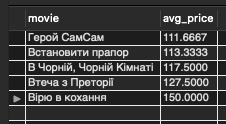 movie avg_price
Герой СамСам 111.6667
Встановити прапор 113.3333
В Чорній, Чорній Кімнаті 117.5000
Втеча з Преторії 127.5000
Вірю в кохання 150.0000